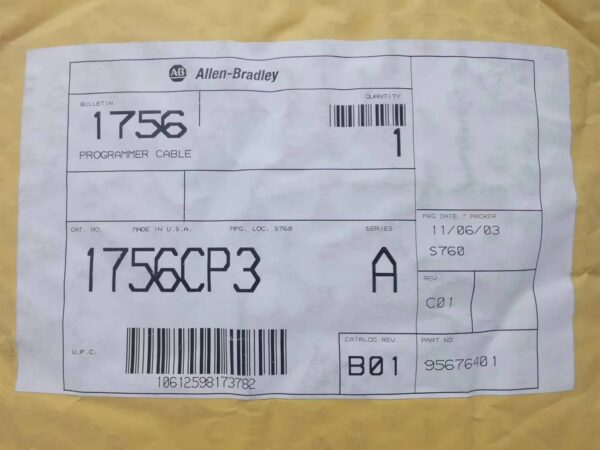 AB Allen-Bradley
BULLETIN
1756
PROGRAMMER CABLE
QUANTITY
1
PKG DATE * PACKER
11/06/03
S760
CAT. NO. MADE IN U.S.A. MFG. LOC. S760 SERIES
1756CP3 A
REV
C01
U.P.C.
10612598173782
CATALOG REV
B01
PART NO
95676401